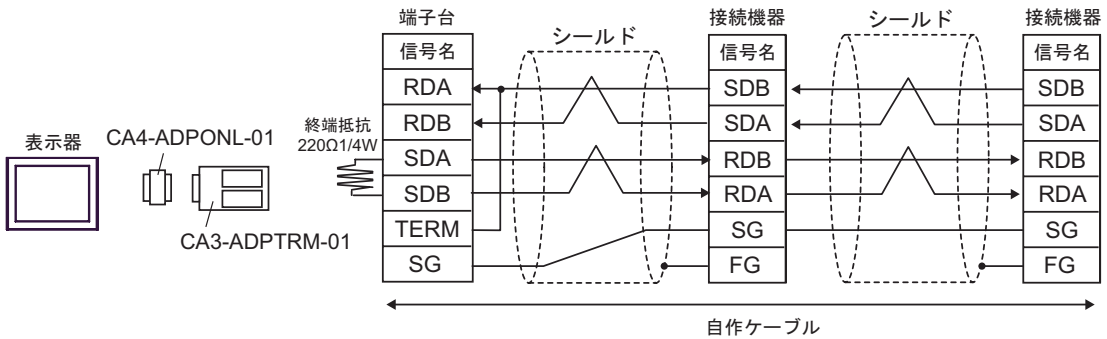 表示器
CA4-ADPONL-01
CA3-ADPTRM-01
終端抵抗
220Ω1/4W
端子台
信号名
RDA
RDB
SDA
SDB
TERM
SG
シールド
接続機器
信号名
SDB
SDA
RDB
RDA
SG
FG
シールド
接続機器
信号名
SDB
SDA
RDB
RDA
SG
FG
自作ケーブル